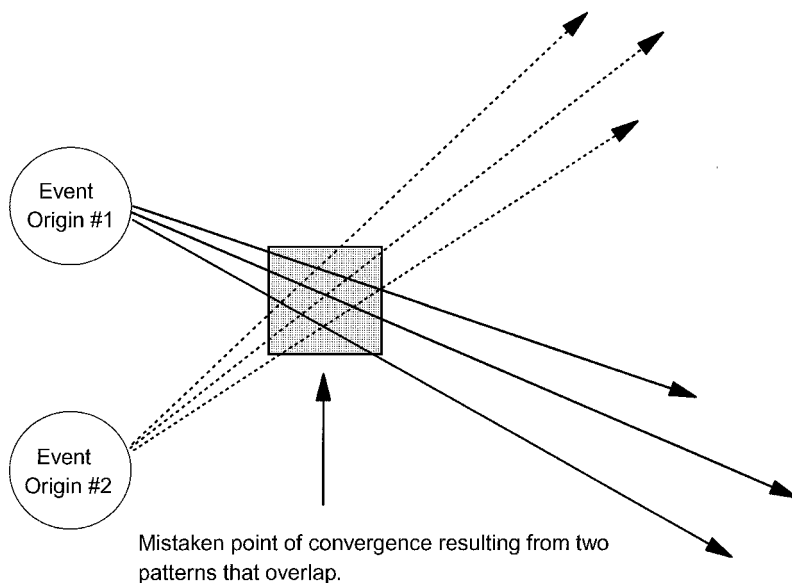 Event
Origin #1
Event
Origin #2
Mistaken point of convergence resulting from two
patterns that overlap.